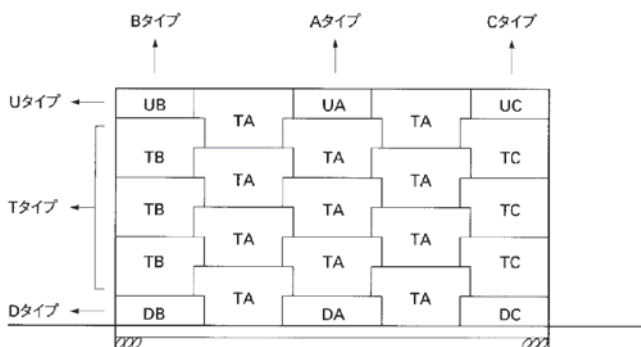 Bタイプ Aタイプ Cタイプ
Uタイプ UB TA UA TA UC
TB TA TA TA TC
Tタイプ TB TA TA TA TC
TB TA TA TA TC
Dタイプ DB DA DC